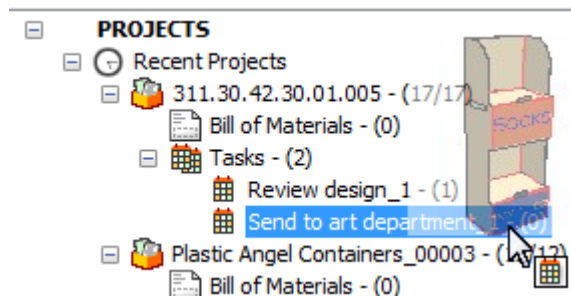 PROJECTS
Recent Projects
311.30.42.30.01.005 - (17/17)
Bill of Materials - (0)
Tasks - (2)
Review design_1 - (1)
Send to art department_1 - (0)
Plastic Angel Containers_00003 - (
Bill of Materials - (0)
SOCKS